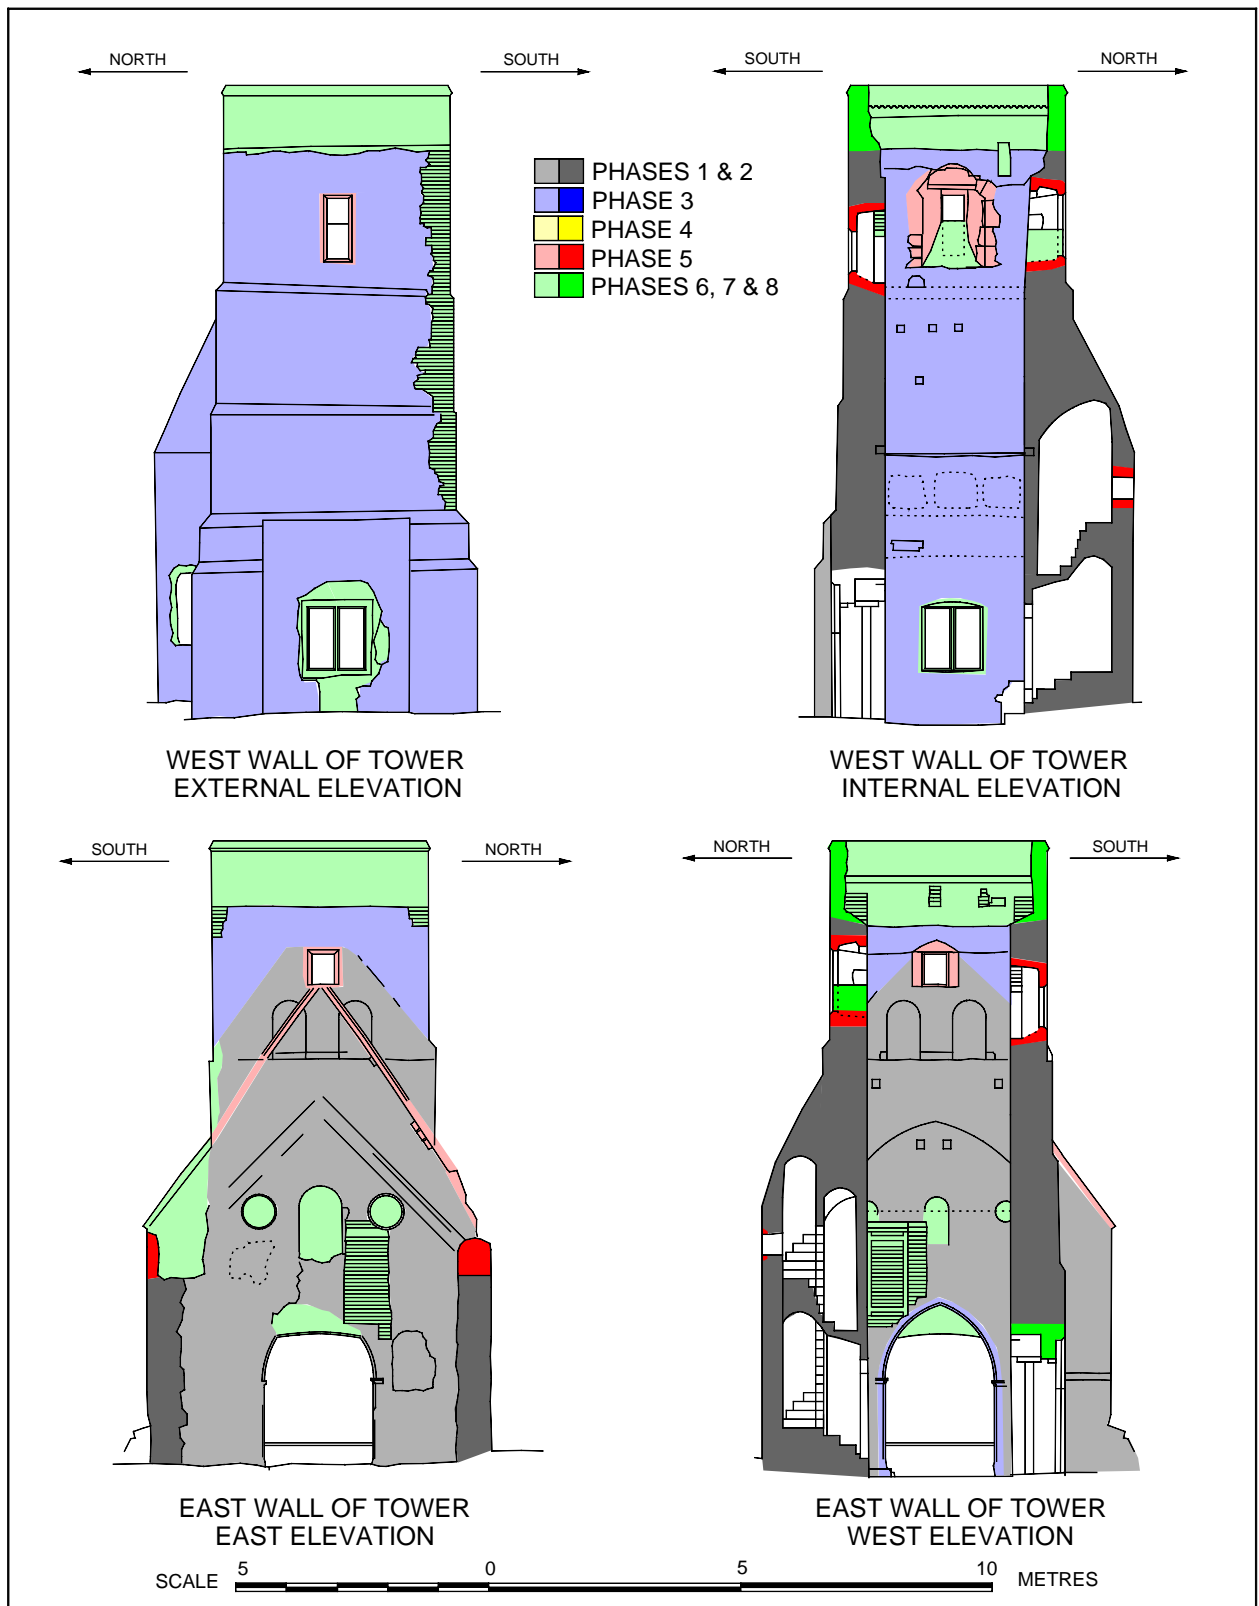 NORTH
SOUTH
SOUTH
NORTH
PHASES 1 & 2
PHASE 3
PHASE 4
PHASE 5
PHASES 6, 7 & 8
WEST WALL OF TOWER
EXTERNAL ELEVATION
WEST WALL OF TOWER
INTERNAL ELEVATION
SOUTH
NORTH
NORTH
SOUTH
EAST WALL OF TOWER
EAST ELEVATION
EAST WALL OF TOWER
WEST ELEVATION
SCALE 5 0 5 10 METRES